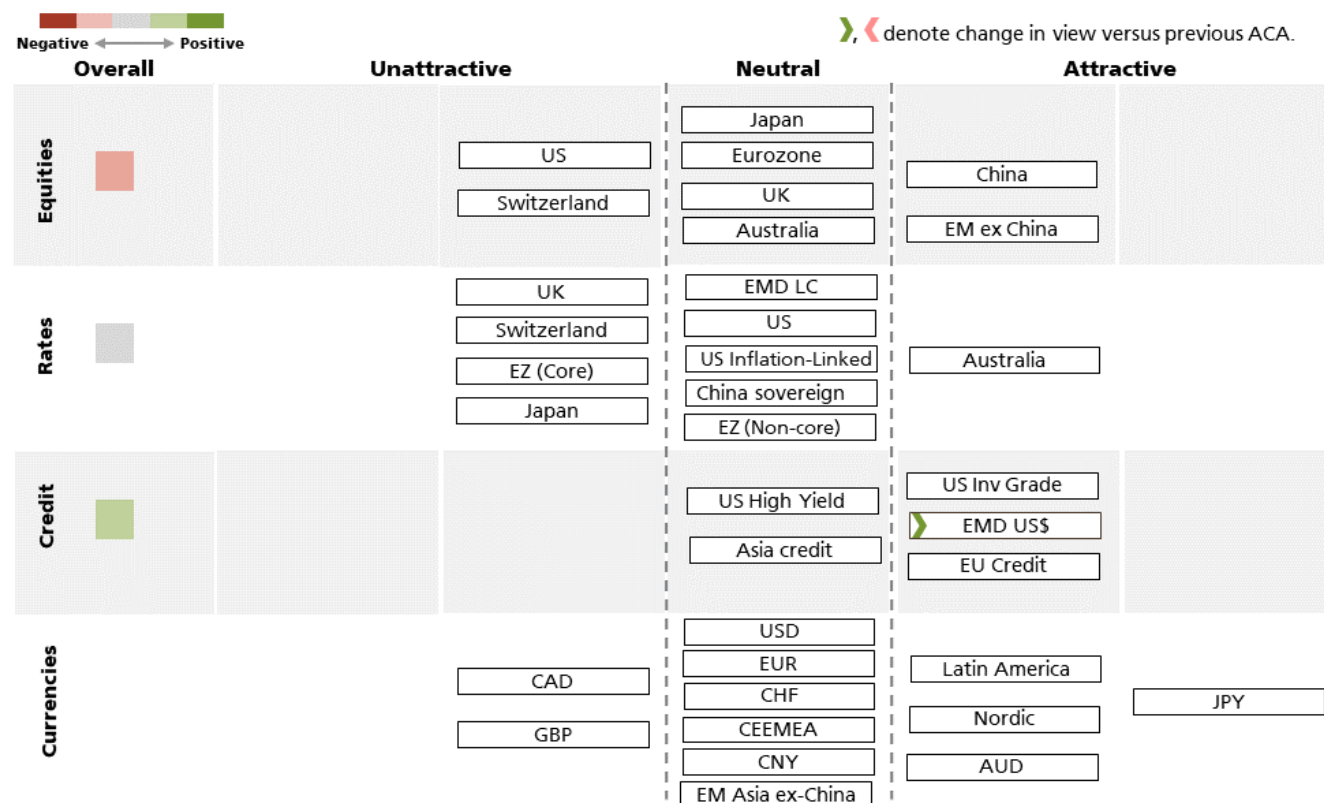 Negative Positive
, denote change in view versus previous ACA.
Overall Unattractive Neutral Attractive
Equities
US
Switzerland
Japan
Eurozone
UK
Australia
China
EM ex China
Rates
UK
Switzerland
EZ (Core)
Japan
EMD LC
US
US Inflation-Linked
China sovereign
EZ (Non-core)
Australia
Credit
US High Yield
Asia credit
US Inv Grade
EMD US$
EU Credit
Currencies
CAD
GBP
USD
EUR
CHF
CEEMEA
CNY
EM Asia ex-China
Latin America
Nordic
AUD
JPY